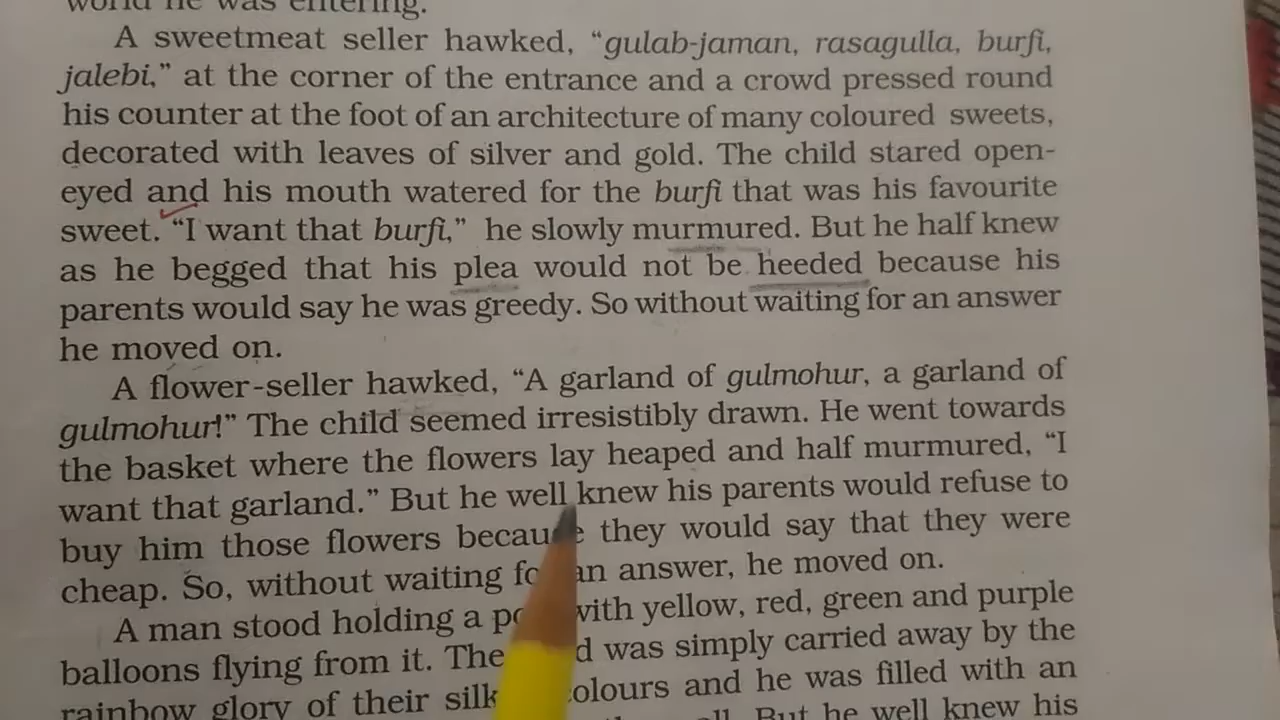 world he was entering.
A sweetmeat seller hawked, “gulab-jaman, rasagulla, burfi,
jalebi,” at the corner of the entrance and a crowd pressed round
his counter at the foot of an architecture of many coloured sweets,
decorated with leaves of silver and gold. The child stared open-
eyed and his mouth watered for the burfi that was his favourite
sweet. “I want that burfi,” he slowly murmured. But he half knew
as he begged that his plea would not be heeded because his
parents would say he was greedy. So without waiting for an answer
he moved on.
A flower-seller hawked, “A garland of gulmohur, a garland of
gulmohur!” The child seemed irresistibly drawn. He went towards
the basket where the flowers lay heaped and half murmured, “I
want that garland.” But he well knew his parents would refuse to
buy him those flowers because they would say that they were
cheap. So, without waiting for an answer, he moved on.
A man stood holding a with yellow, red, green and purple
balloons flying from it. The was simply carried away by the
rainbow glory of their colours and he was filled with an
But he well knew his